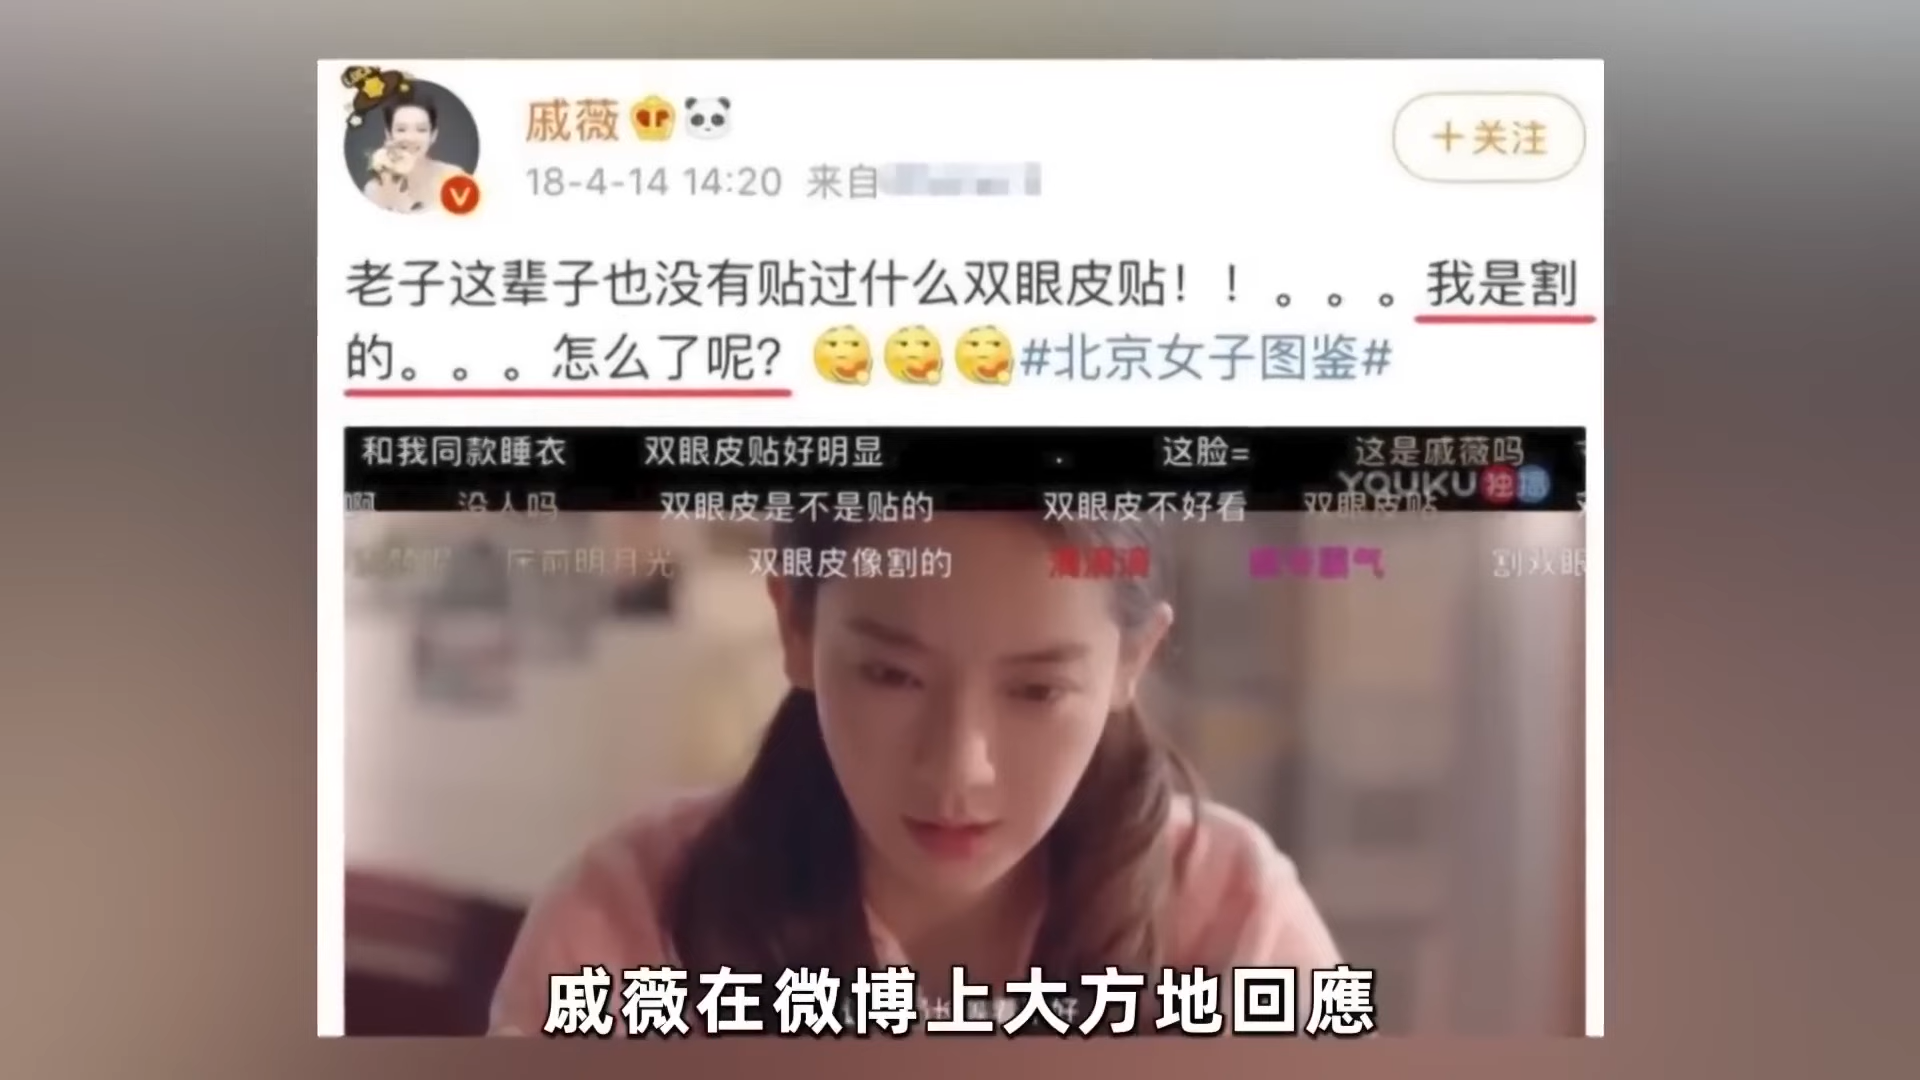 戚薇
+关注
18-4-14 14:20 来自
老子这辈子也没有贴过什么双眼皮贴！！。。。我是割
的。。。怎么了呢？#北京女子图鉴#
和我同款睡衣 双眼皮贴好明显 . 这脸= 这是戚薇吗
YOUKU 独播
啊 没人吗 双眼皮是不是贴的 双眼皮不好看 双眼皮贴
床前明月光 双眼皮像割的 滴滴滴 割双眼
戚薇在微博上大方地回應